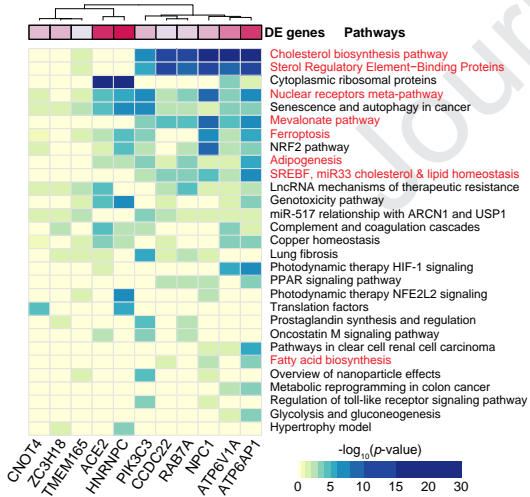 Journ
DE genes Pathways
Cholesterol biosynthesis pathway
Sterol Regulatory Element−Binding Proteins
Cytoplasmic ribosomal proteins
Nuclear receptors meta-pathway
Senescence and autophagy in cancer
Mevalonate pathway
Ferroptosis
NRF2 pathway
Adipogenesis
SREBF, miR33 cholesterol & lipid homeostasis
LncRNA mechanisms of therapeutic resistance
Genotoxicity pathway
miR-517 relationship with ARCN1 and USP1
Complement and coagulation cascades
Copper homeostasis
Lung fibrosis
Photodynamic therapy HIF-1 signaling
PPAR signaling pathway
Photodynamic therapy NFE2L2 signaling
Translation factors
Prostaglandin synthesis and regulation
Oncostatin M signaling pathway
Pathways in clear cell renal cell carcinoma
Fatty acid biosynthesis
Overview of nanoparticle effects
Metabolic reprogramming in colon cancer
Regulation of toll-like receptor signaling pathway
Glycolysis and gluconeogenesis
Hypertrophy model
CNOT4 ZC3H18 TMEM165 ACE2 HNRNPC PIK3C3 CCDC22 RAB7A NPC1 ATP6V1A ATP6AP1
-log10(p-value)
0 5 10 15 20 30